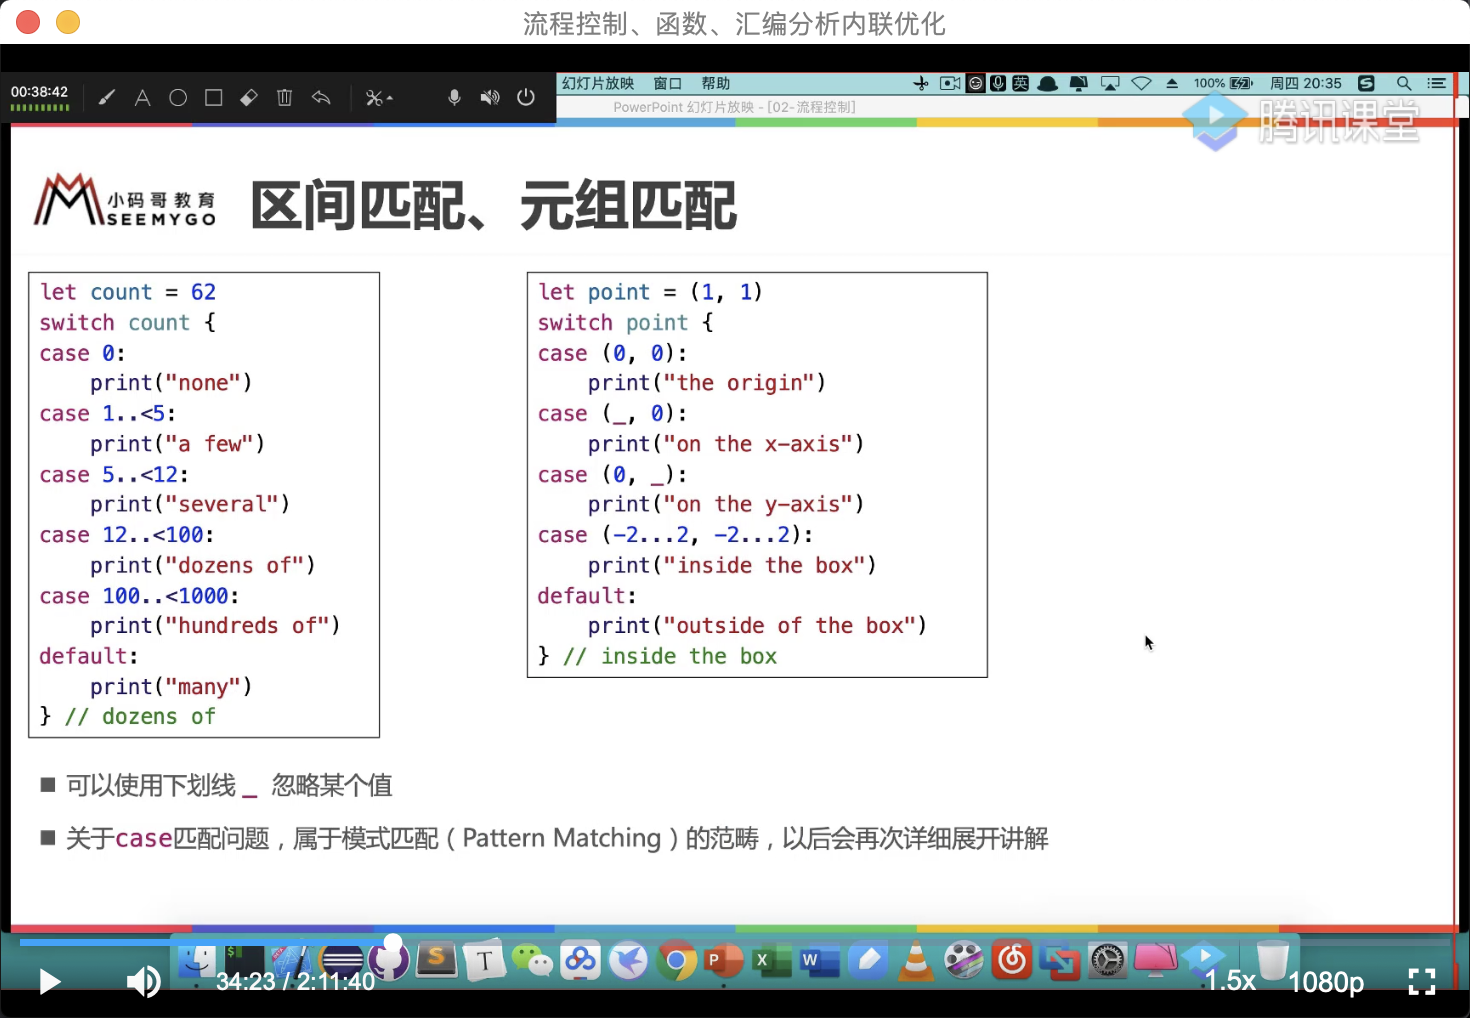 流程控制、函数、汇编分析内联优化
00:38:42
幻灯片放映 窗口 帮助
英
100%
周四 20:35
PowerPoint 幻灯片放映 - [02-流程控制]
腾讯课堂
小码哥教育
SEEMYGO
区间匹配、元组匹配
let count = 62
switch count {
case 0:
    print("none")
case 1..<5:
    print("a few")
case 5..<12:
    print("several")
case 12..<100:
    print("dozens of")
case 100..<1000:
    print("hundreds of")
default:
    print("many")
} // dozens of
let point = (1, 1)
switch point {
case (0, 0):
    print("the origin")
case (_, 0):
    print("on the x-axis")
case (0, _):
    print("on the y-axis")
case (-2...2, -2...2):
    print("inside the box")
default:
    print("outside of the box")
} // inside the box
■ 可以使用下划线 _ 忽略某个值
■ 关于case匹配问题，属于模式匹配（Pattern Matching）的范畴，以后会再次详细展开讲解
34:23 / 2:11:40
1.5x
1080p